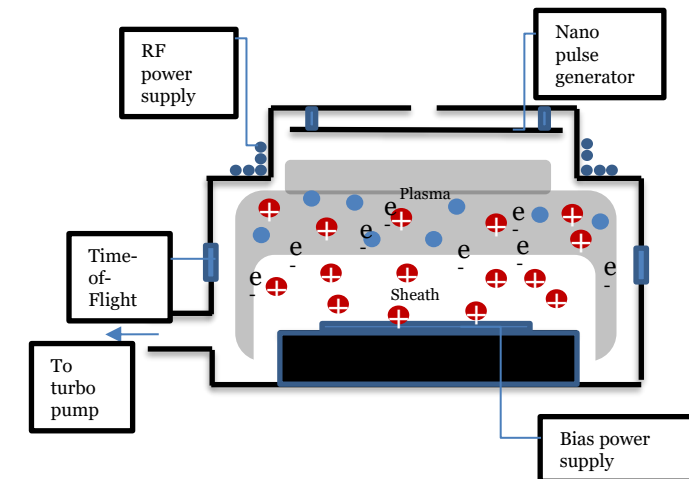 RF
power
supply
Nano
pulse
generator
Plasma
e
-
e
-
e
-
e
-
e
-
e
-
e
-
Time-
of-
Flight
Sheath
To
turbo
pump
Bias power
supply